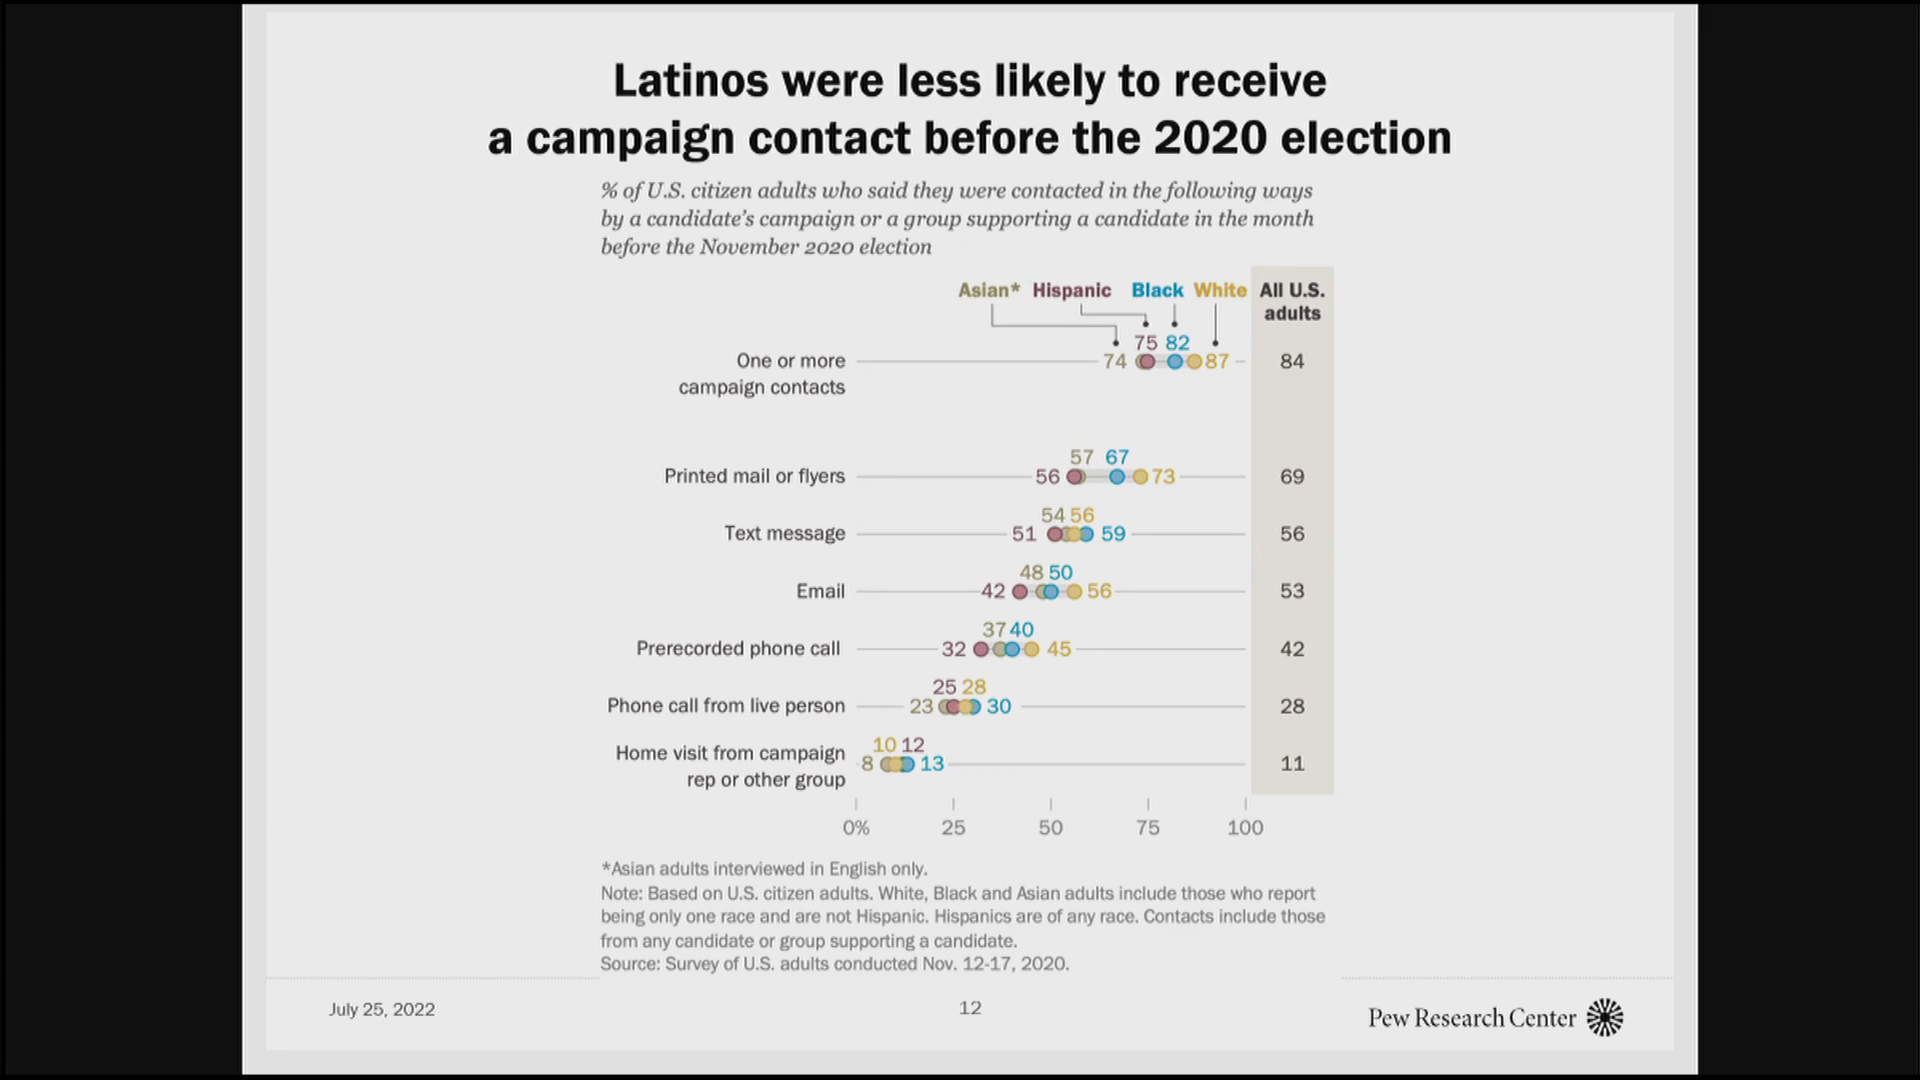 Latinos were less likely to receive
a campaign contact before the 2020 election
% of U.S. citizen adults who said they were contacted in the following ways
by a candidate's campaign or a group supporting a candidate in the month
before the November 2020 election
Asian* Hispanic Black White All U.S.
adults
75 82
One or more 74 87 84
campaign contacts
57 67
Printed mail or flyers 56 73 69
54 56
Text message 51 59 56
48 50
Email 42 56 53
37 40
Prerecorded phone call 32 45 42
25 28
Phone call from live person 23 30 28
10 12
Home visit from campaign
8 13 11
rep or other group
0% 25 50 75 100
*Asian adults interviewed in English only.
Note: Based on U.S. citizen adults. White, Black and Asian adults include those who report
being only one race and are not Hispanic. Hispanics are of any race. Contacts include those
from any candidate or group supporting a candidate.
Source: Survey of U.S. adults conducted Nov. 12-17, 2020.
July 25, 2022 12 Pew Research Center